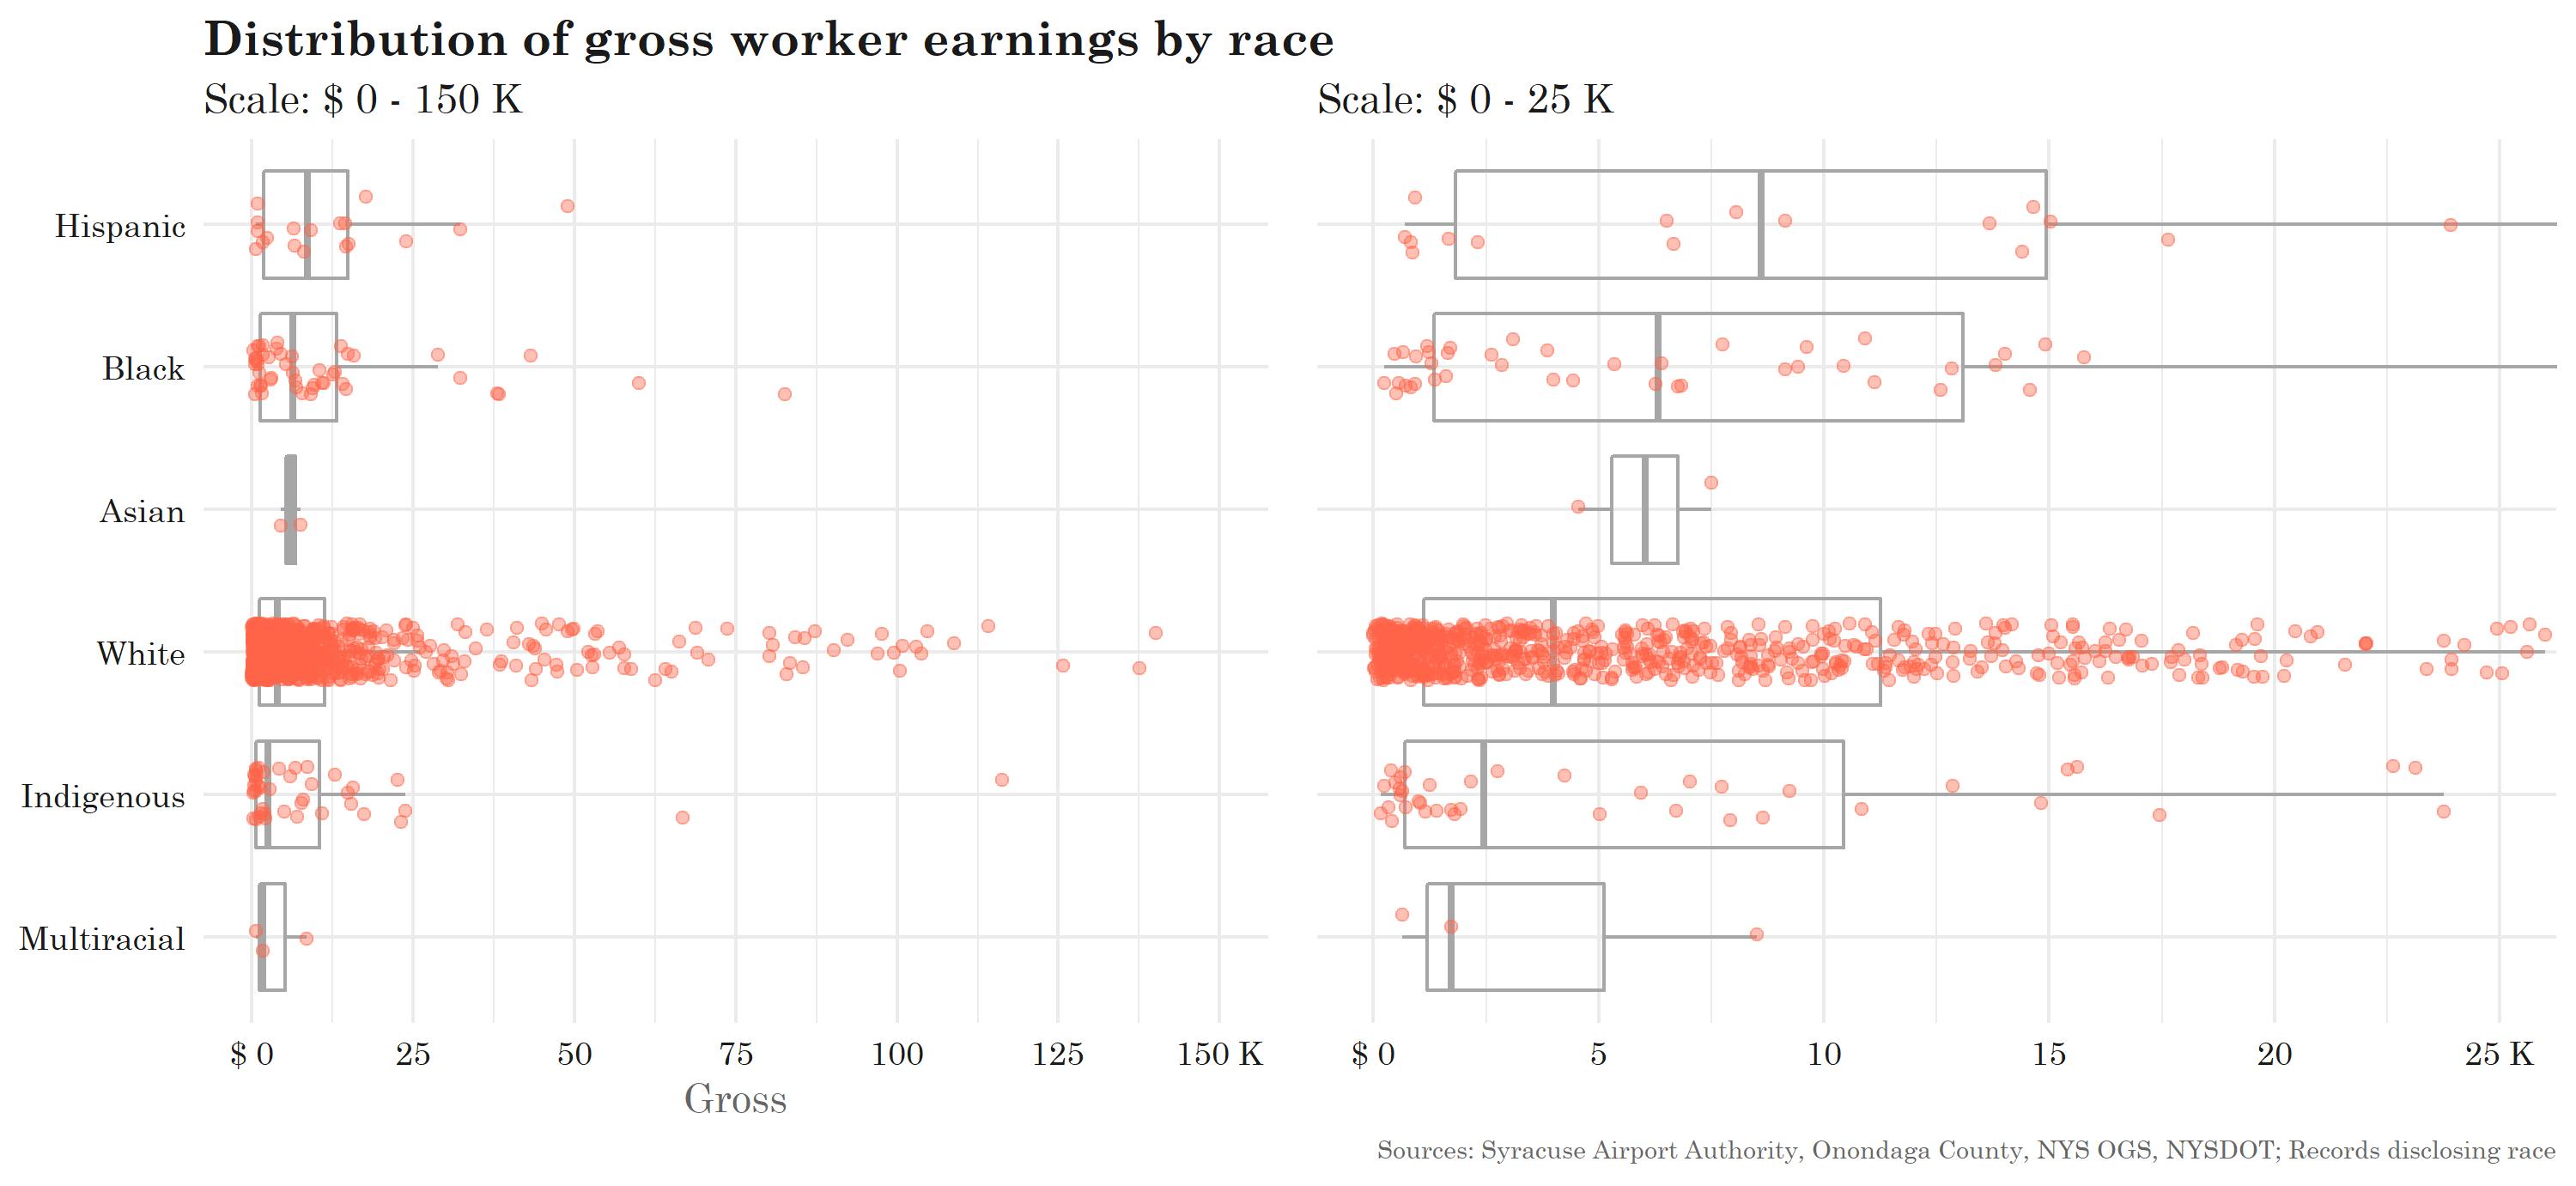 Distribution of gross worker earnings by race
Scale: $ 0 - 150 K
Scale: $ 0 - 25 K
Hispanic
Black
Asian
White
Indigenous
Multiracial
$ 0 25 50 75 100 125 150 K
$ 0 5 10 15 20 25 K
Gross
Sources: Syracuse Airport Authority, Onondaga County, NYS OGS, NYSDOT; Records disclosing race